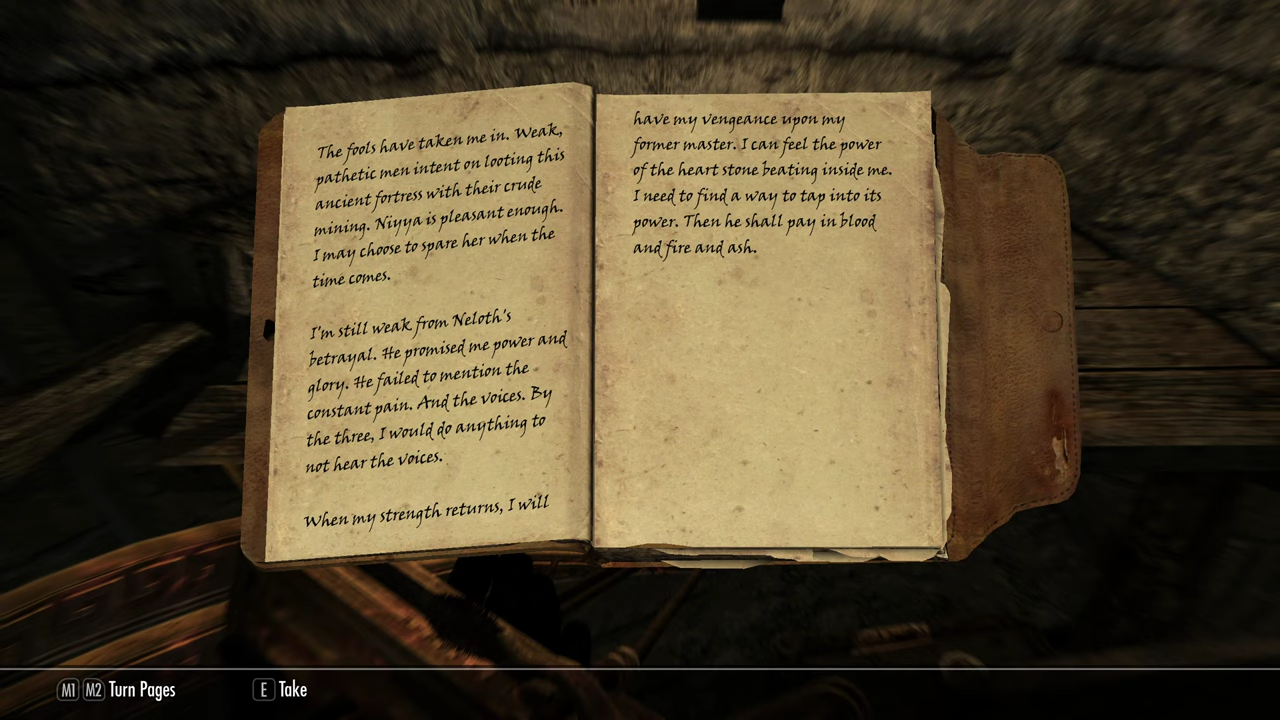 The fools have taken me in. Weak,
pathetic men intent on looting this
ancient fortress with their crude
mining. Niyya is pleasant enough.
I may choose to spare her when the
time comes.
I'm still weak from Neloth's
betrayal. He promised me power and
glory. He failed to mention the
constant pain. And the voices. By
the three, I would do anything to
not hear the voices.
When my strength returns, I will
have my vengeance upon my
former master. I can feel the power
of the heart stone beating inside me.
I need to find a way to tap into its
power. Then he shall pay in blood
and fire and ash.
M1 M2 Turn Pages
E Take